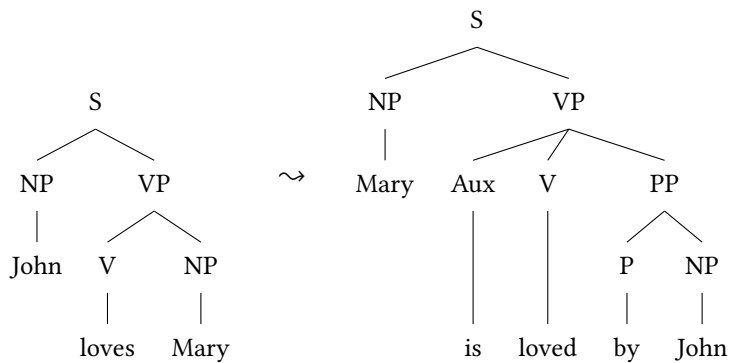 S
NP VP
John V NP
loves Mary
⤳
S
NP VP
Mary Aux V PP
P NP
is loved by John